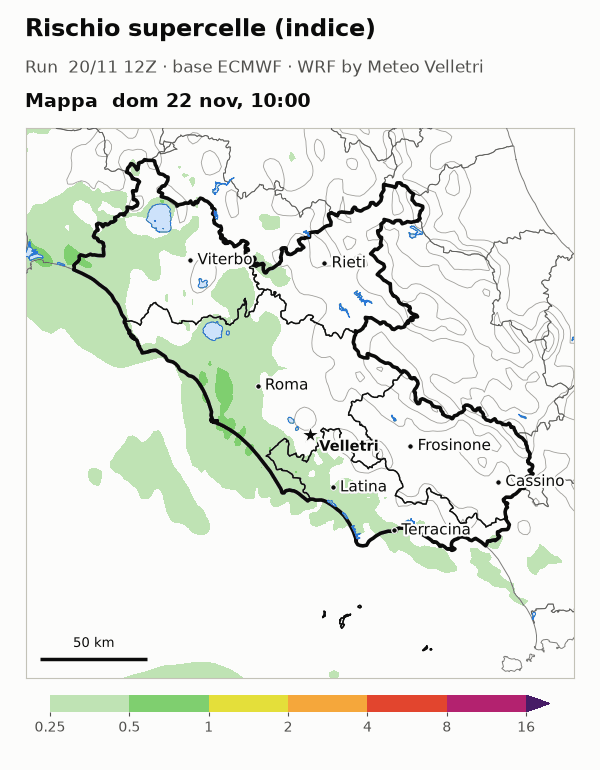 Rischio supercelle (indice)
Run  20/11 12Z · base ECMWF · WRF by Meteo Velletri
Mappa  dom 22 nov, 10:00
Viterbo
Rieti
Roma
Velletri
Frosinone
Cassino
Latina
Terracina
50 km
0.25 0.5 1 2 4 8 16